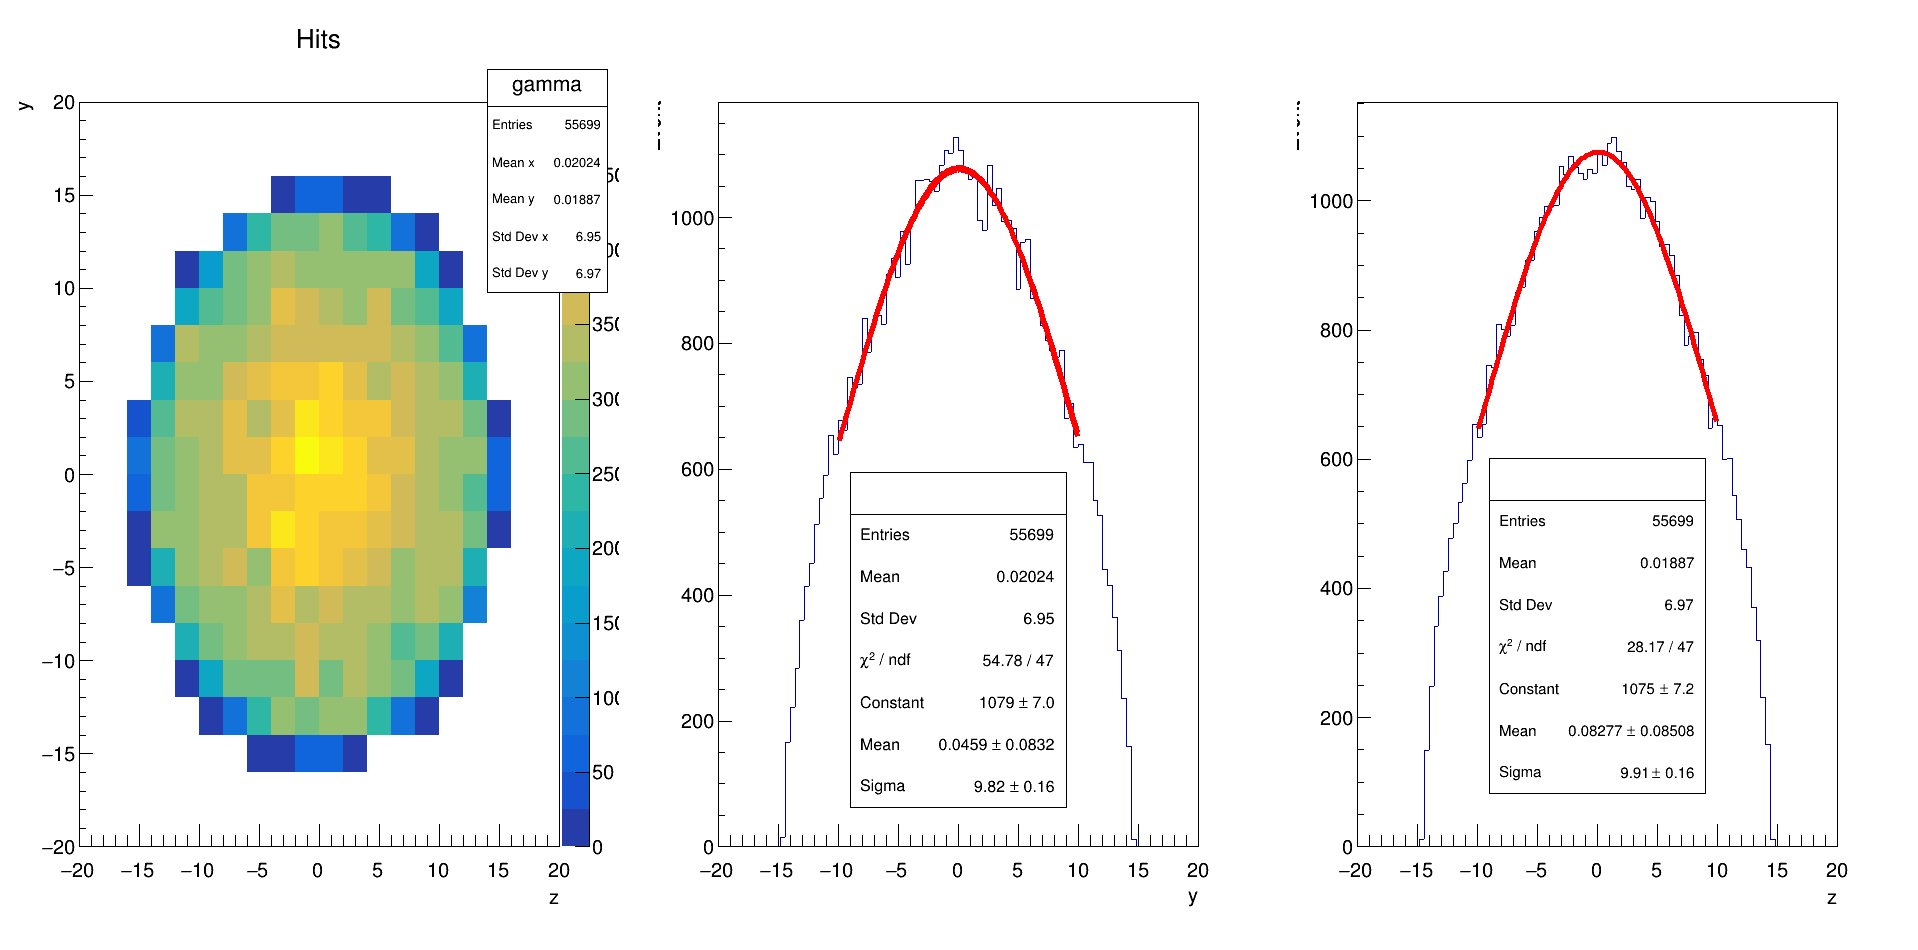 Hits
gamma
Entries 55699
Mean x 0.02024
Mean y 0.01887
Std Dev x 6.95
Std Dev y 6.97
y
20
15
10
5
0
−5
−10
−15
−20
−20 −15 −10 −5 0 5 10 15 20
z
350
300
250
200
150
100
50
0
1000
800
600
400
200
0
Entries 55699
Mean 0.02024
Std Dev 6.95
χ² / ndf 54.78 / 47
Constant 1079 ± 7.0
Mean 0.0459 ± 0.0832
Sigma 9.82 ± 0.16
−20 −15 −10 −5 0 5 10 15 20
y
1000
800
600
400
200
0
Entries 55699
Mean 0.01887
Std Dev 6.97
χ² / ndf 28.17 / 47
Constant 1075 ± 7.2
Mean 0.08277 ± 0.08508
Sigma 9.91 ± 0.16
−20 −15 −10 −5 0 5 10 15 20
z